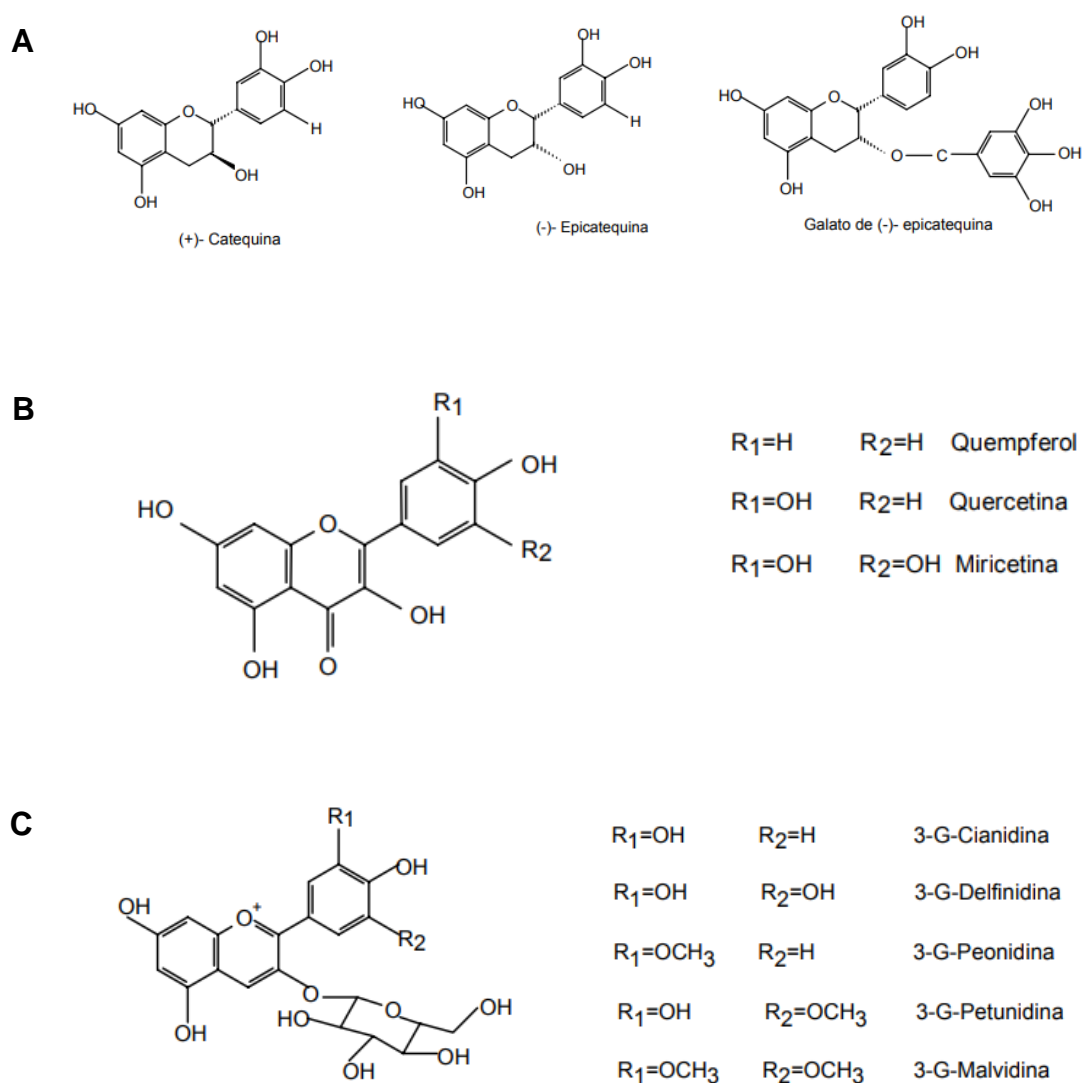 A
OH
OH
HO
O
H
OH
OH
(+)- Catequina
OH
OH
HO
O
H
OH
OH
(-)- Epicatequina
OH
OH
HO
O
O
C
OH
OH
OH
OH
Galato de (-)- epicatequina
B
R1
OH
HO
O
R2
OH
OH
O
R1=H R2=H Quempferol
R1=OH R2=H Quercetina
R1=OH R2=OH Miricetina
C
R1
OH
OH
O+
R2
O
OH
O
OH
HO
OH
OH
R1=OH R2=H 3-G-Cianidina
R1=OH R2=OH 3-G-Delfinidina
R1=OCH3 R2=H 3-G-Peonidina
R1=OH R2=OCH3 3-G-Petunidina
R1=OCH3 R2=OCH3 3-G-Malvidina